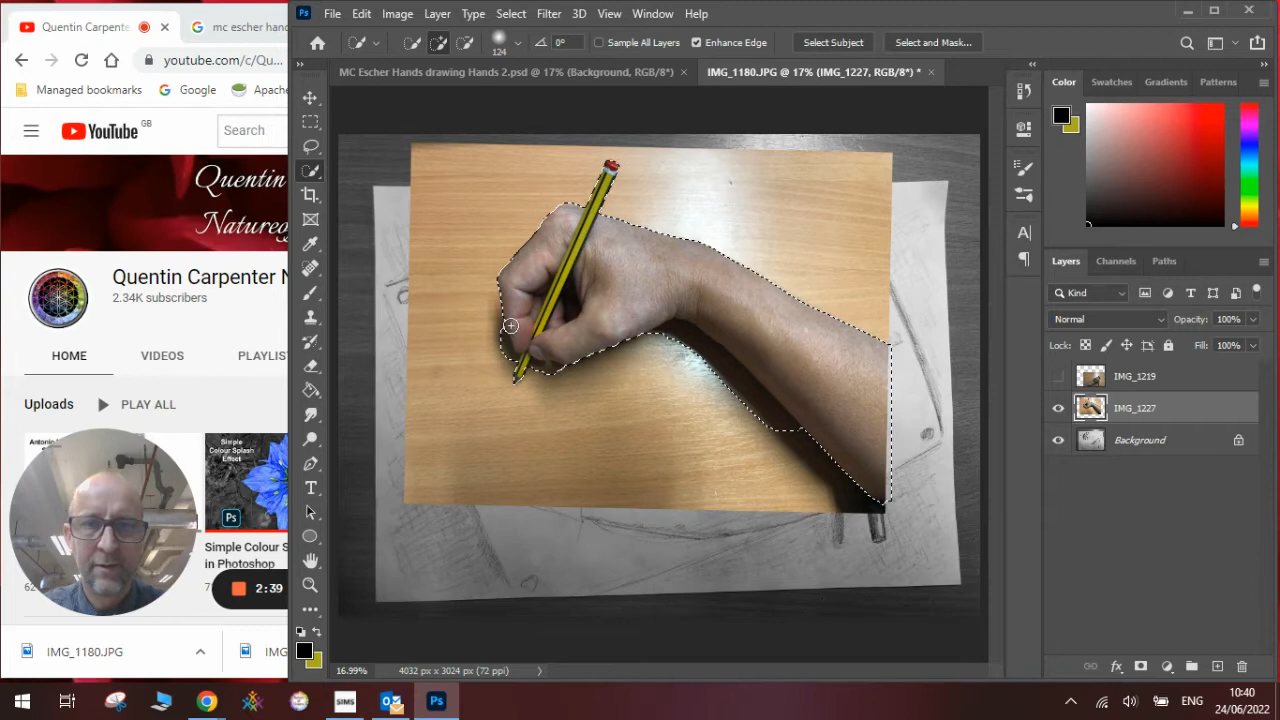 Quentin Carpente
mc escher hand
Ps
File Edit Image Layer Type Select Filter 3D View Window Help
124
0°
Sample All Layers
Enhance Edge
Select Subject
Select and Mask...
youtube.com/c/Qu...
MC Escher Hands drawing Hands 2.psd @ 17% (Background, RGB/8*) ×
IMG_1180.JPG @ 17% (IMG_1227, RGB/8*) * ×
Managed bookmarks
Google
Apache
Color Swatches Gradients Patterns
YouTube GB
Search
Quentin
Natureg
Layers Channels Paths
Quentin Carpenter N
2.34K subscribers
Kind
Normal
Opacity: 100%
Lock:
Fill: 100%
HOME VIDEOS PLAYLIS
IMG_1219
IMG_1227
Background
Uploads PLAY ALL
Simple
Colour Splash
Effect
Ps
Simple Colour S
in Photoshop
2:39
IMG_1180.JPG
IMG
16.99% 4032 px x 3024 px (72 ppi)
SIMS
Ps
ENG
10:40
24/06/2022